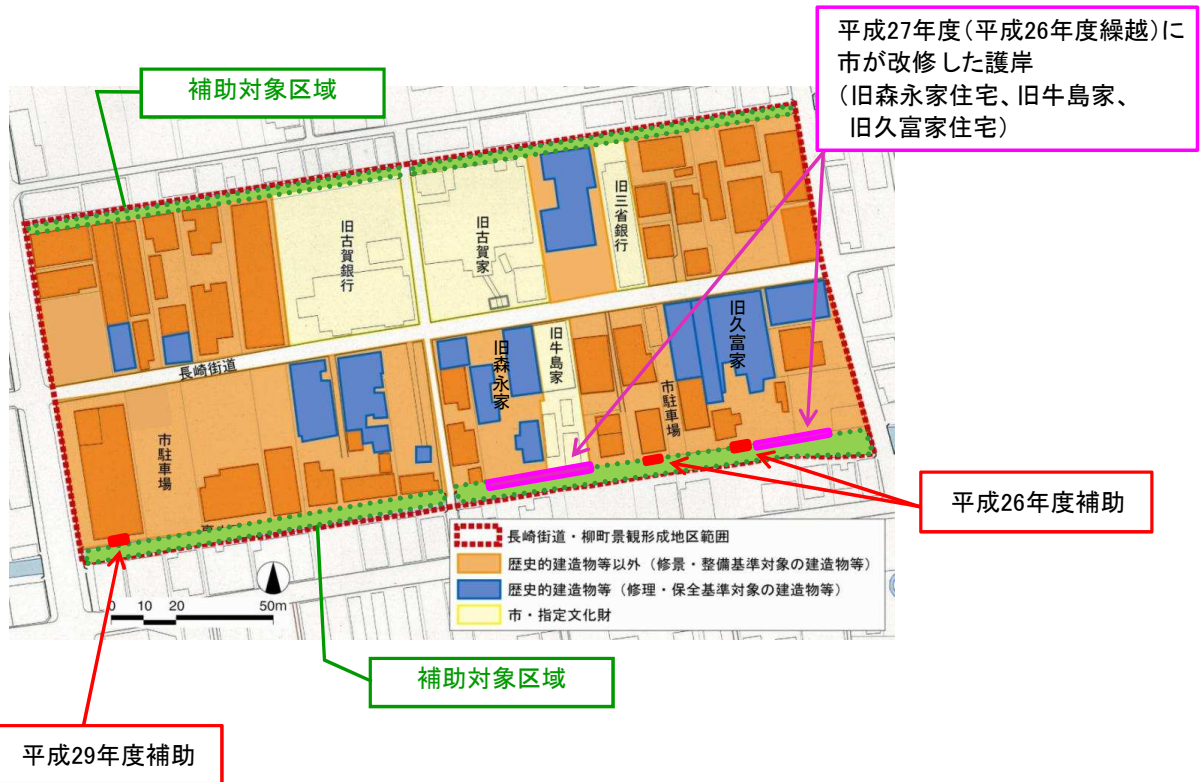 平成27年度(平成26年度繰越)に
市が改修した護岸
(旧森永家住宅、旧牛島家、
旧久富家住宅)
補助対象区域
旧古賀銀行
旧古賀家
旧三省銀行
長崎街道
旧森永家
旧牛島家
市駐車場
旧久富家
市駐車場
平成26年度補助
長崎街道・柳町景観形成地区範囲
歴史的建造物等以外(修景・整備基準対象の建造物等)
歴史的建造物等(修理・保全基準対象の建造物等)
市・指定文化財
0 10 20 50m
補助対象区域
平成29年度補助